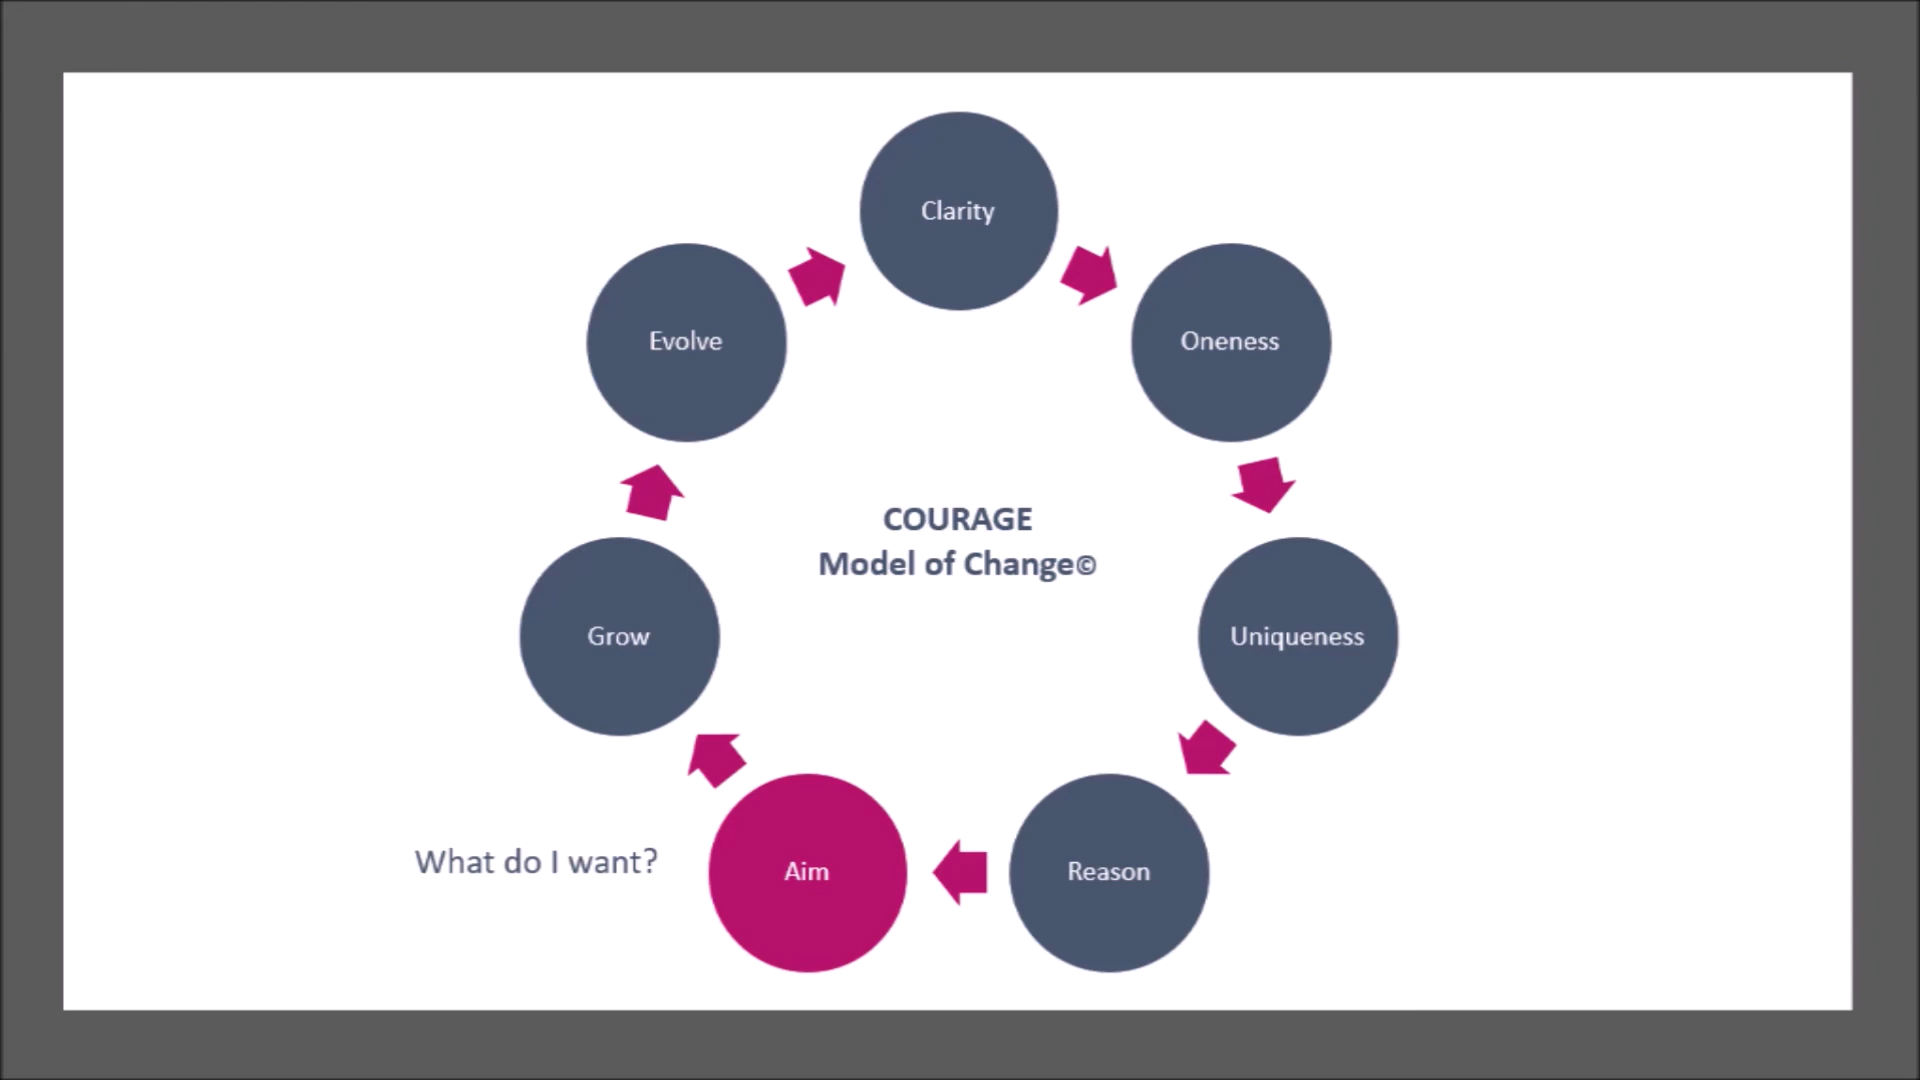 Clarity
Evolve
Oneness
COURAGE
Model of Change©
Grow
Uniqueness
What do I want?
Aim
Reason